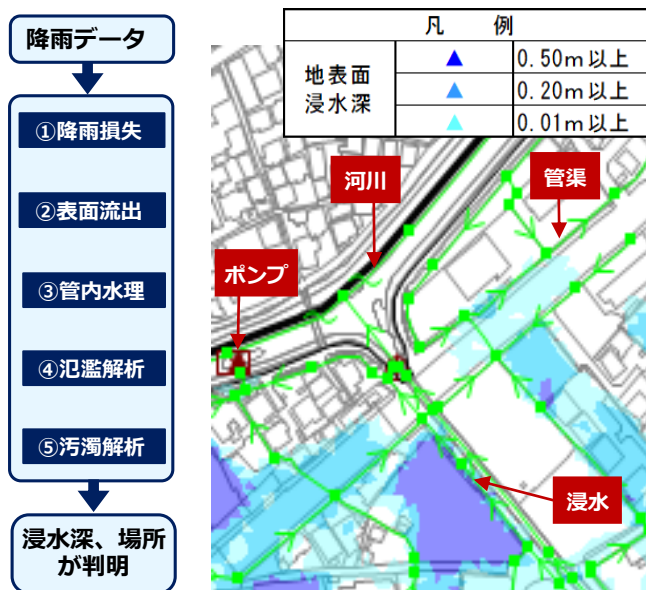 降雨データ
①降雨損失
②表面流出
③管内水理
④氾濫解析
⑤汚濁解析
浸水深、場所
が判明
凡 例
地表面
浸水深
0.50m以上
0.20m以上
0.01m以上
河川
管渠
ポンプ
浸水